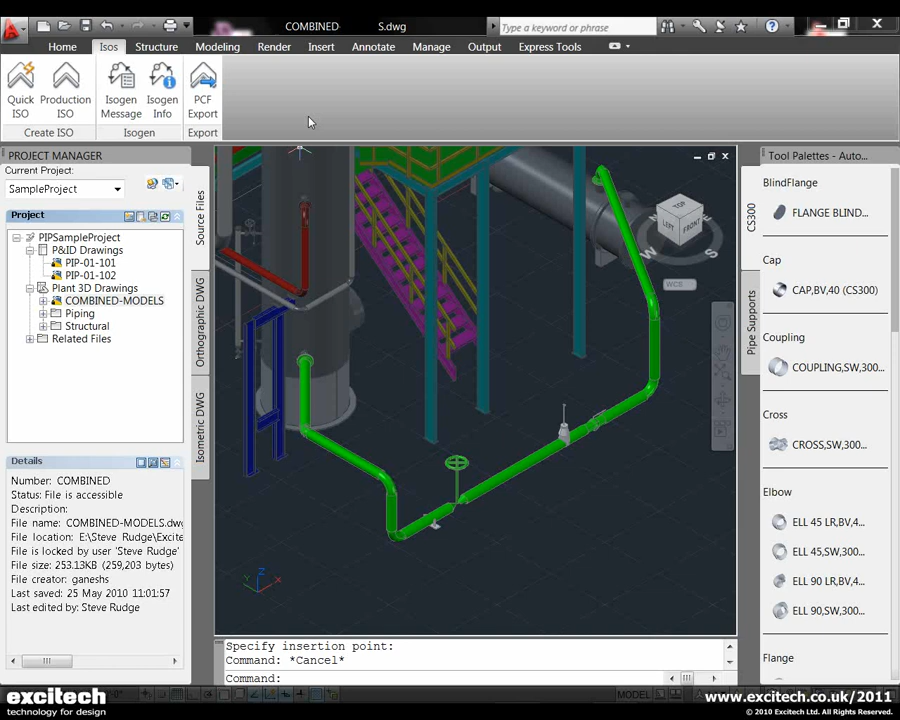 COMBINED S.dwg
Type a keyword or phrase
Home Isos Structure Modeling Render Insert Annotate Manage Output Express Tools
Quick ISO
Production ISO
Isogen Message
Isogen Info
PCF Export
Create ISO Isogen Export
PROJECT MANAGER
Current Project:
SampleProject
Project
PIPSampleProject
P&ID Drawings
PIP-01-101
PIP-01-102
Plant 3D Drawings
COMBINED-MODELS
Piping
Structural
Related Files
Source Files
Orthographic DWG
Isometric DWG
Details
Number: COMBINED
Status: File is accessible
Description:
File name: COMBINED-MODELS.dwg
File location: E:\Steve Rudge\Excite
File is locked by user 'Steve Rudge'
File size: 253.13KB (259,203 bytes)
File creator: ganeshs
Last saved: 25 May 2010 11:01:57
Last edited by: Steve Rudge
TOP
LEFT
FRONT
W
S
WCS
Z
Y
X
Specify insertion point:
Command: *Cancel*
Command:
Tool Palettes - Auto...
CS300
Pipe Supports
BlindFlange
FLANGE BLIND...
Cap
CAP,BV,40 (CS300)
Coupling
COUPLING,SW,300...
Cross
CROSS,SW,300...
Elbow
ELL 45 LR,BV,4...
ELL 45,SW,300...
ELL 90 LR,BV,4...
ELL 90,SW,300...
Flange
MODEL
excitech
technology for design
www.excitech.co.uk/2011
© 2010 Excitech Ltd. All Rights Reserved.